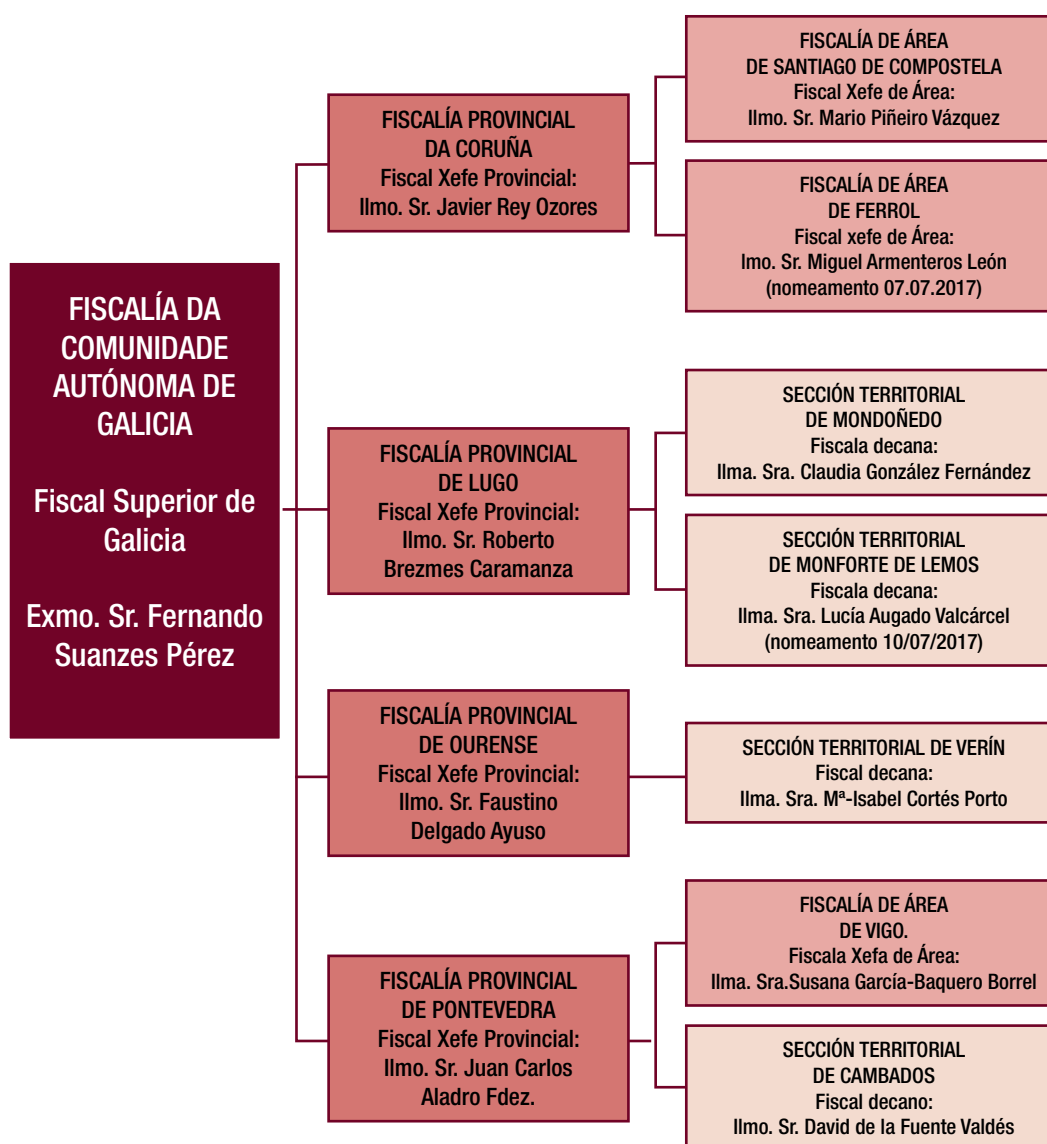 FISCALÍA DA
COMUNIDADE
AUTÓNOMA DE
GALICIA
Fiscal Superior de
Galicia
Exmo. Sr. Fernando
Suanzes Pérez
FISCALÍA PROVINCIAL
DA CORUÑA
Fiscal Xefe Provincial:
Ilmo. Sr. Javier Rey Ozores
FISCALÍA DE ÁREA
DE SANTIAGO DE COMPOSTELA
Fiscal Xefe de Área:
Ilmo. Sr. Mario Piñeiro Vázquez
FISCALÍA DE ÁREA
DE FERROL
Fiscal xefe de Área:
Imo. Sr. Miguel Armenteros León
(nomeamento 07.07.2017)
FISCALÍA PROVINCIAL
DE LUGO
Fiscal Xefe Provincial:
Ilmo. Sr. Roberto
Brezmes Caramanza
SECCIÓN TERRITORIAL
DE MONDOÑEDO
Fiscala decana:
Ilma. Sra. Claudia González Fernández
SECCIÓN TERRITORIAL
DE MONFORTE DE LEMOS
Fiscala decana:
Ilma. Sra. Lucía Augado Valcárcel
(nomeamento 10/07/2017)
FISCALÍA PROVINCIAL
DE OURENSE
Fiscal Xefe Provincial:
Ilmo. Sr. Faustino
Delgado Ayuso
SECCIÓN TERRITORIAL DE VERÍN
Fiscal decana:
Ilma. Sra. Mª-Isabel Cortés Porto
FISCALÍA PROVINCIAL
DE PONTEVEDRA
Fiscal Xefe Provincial:
Ilmo. Sr. Juan Carlos
Aladro Fdez.
FISCALÍA DE ÁREA
DE VIGO.
Fiscala Xefa de Área:
Ilma. Sra.Susana García-Baquero Borrel
SECCIÓN TERRITORIAL
DE CAMBADOS
Fiscal decano:
Ilmo. Sr. David de la Fuente Valdés